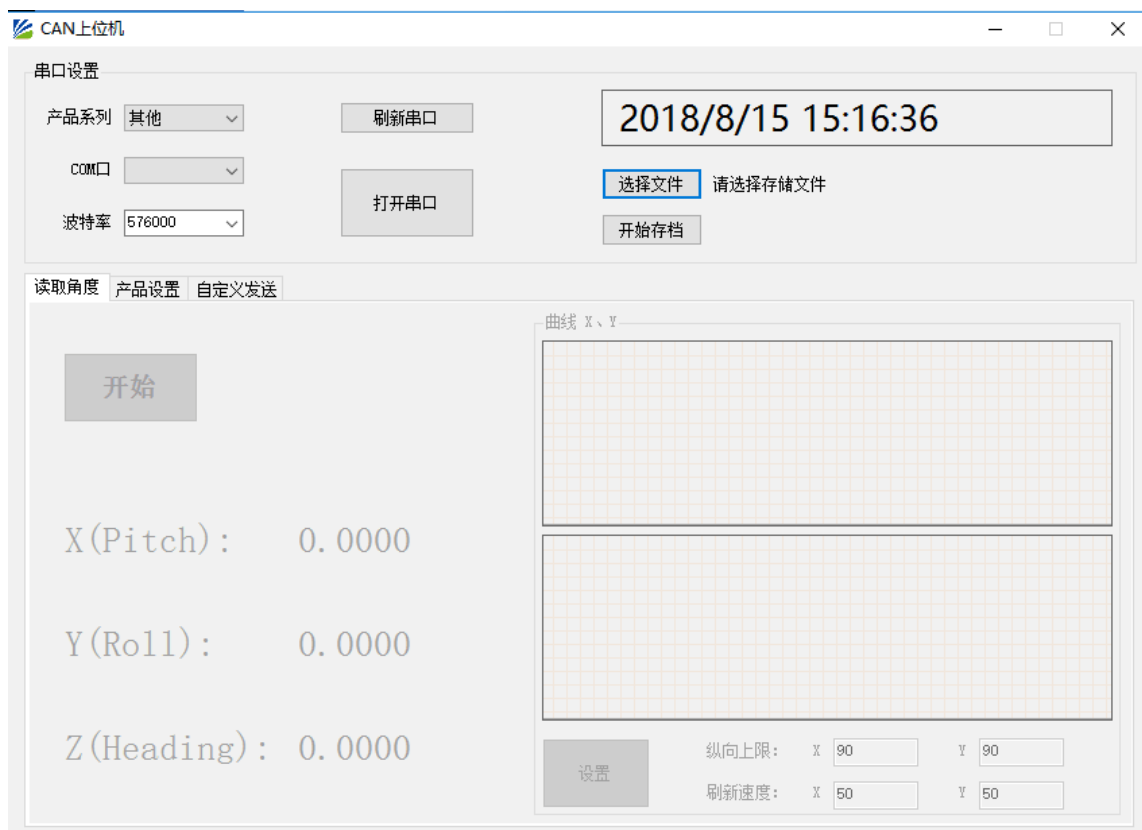 CAN上位机
串口设置
产品系列 其他
刷新串口
2018/8/15 15:16:36
COM口
打开串口
选择文件 请选择存储文件
波特率 576000
开始存档
读取角度 产品设置 自定义发送
曲线 X、Y
开始
X(Pitch): 0.0000
Y(Roll): 0.0000
Z(Heading): 0.0000
设置
纵向上限: X 90 Y 90
刷新速度: X 50 Y 50